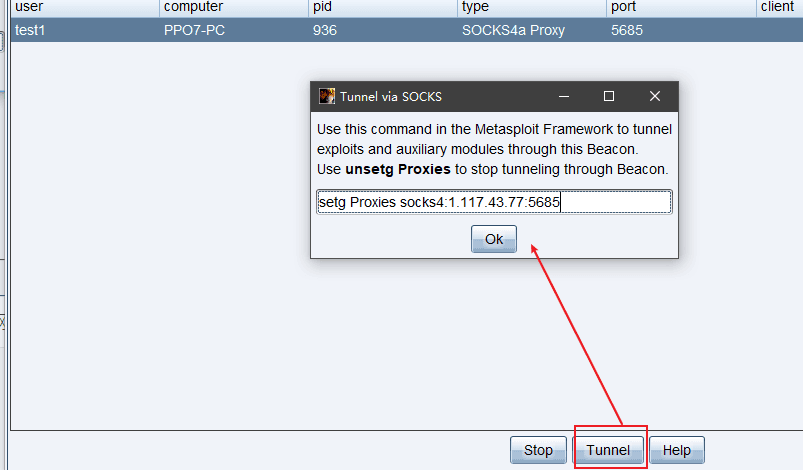 user computer pid type port client
test1 PPO7-PC 936 SOCKS4a Proxy 5685
Tunnel via SOCKS
Use this command in the Metasploit Framework to tunnel
exploits and auxiliary modules through this Beacon.
Use unsetg Proxies to stop tunneling through Beacon.
setg Proxies socks4:1.117.43.77:5685
Ok
Stop Tunnel Help